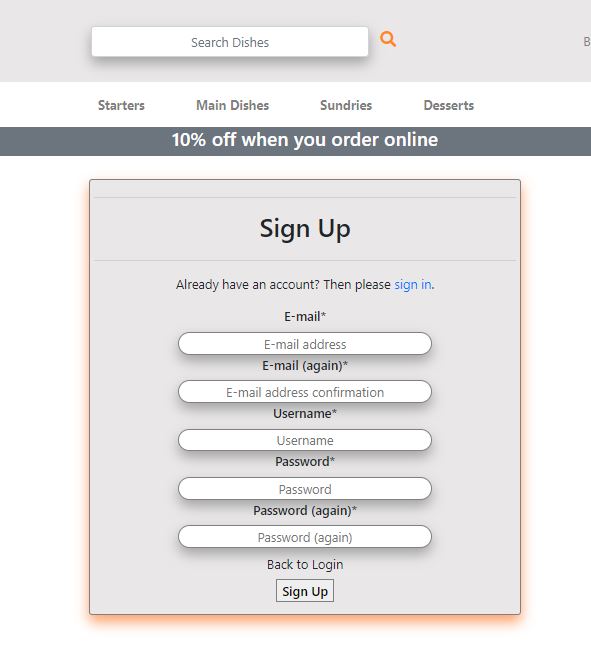 Search Dishes
B
Starters Main Dishes Sundries Desserts
10% off when you order online
Sign Up
Already have an account? Then please sign in.
E-mail*
E-mail address
E-mail (again)*
E-mail address confirmation
Username*
Username
Password*
Password
Password (again)*
Password (again)
Back to Login
Sign Up